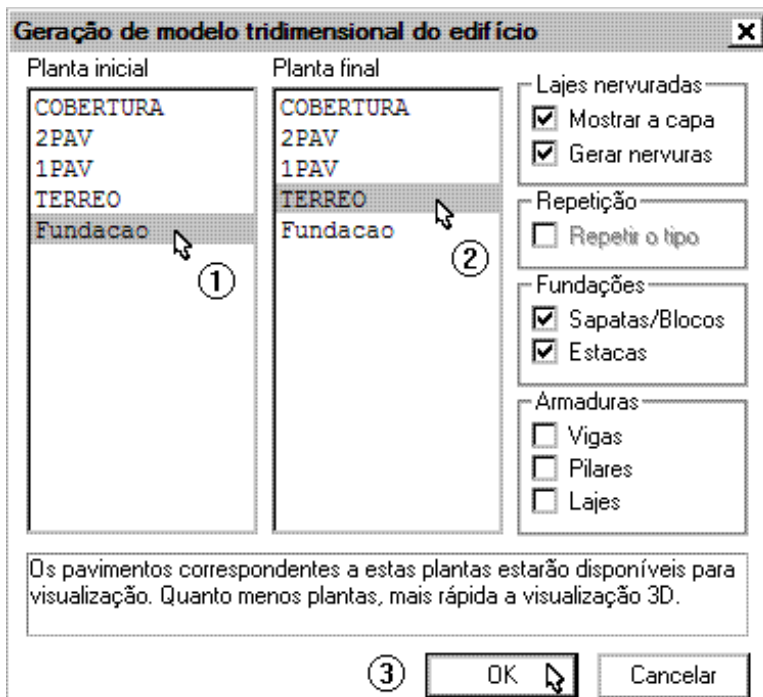 Geração de modelo tridimensional do edifício
Planta inicial
COBERTURA
2PAV
1PAV
TERREO
Fundacao
1
Planta final
COBERTURA
2PAV
1PAV
TERREO
Fundacao
2
Lajes nervuradas
Mostrar a capa
Gerar nervuras
Repetição
Repetir o tipo
Fundações
Sapatas/Blocos
Estacas
Armaduras
Vigas
Pilares
Lajes
Os pavimentos correspondentes a estas plantas estarão disponíveis para
visualização. Quanto menos plantas, mais rápida a visualização 3D.
3
OK
Cancelar